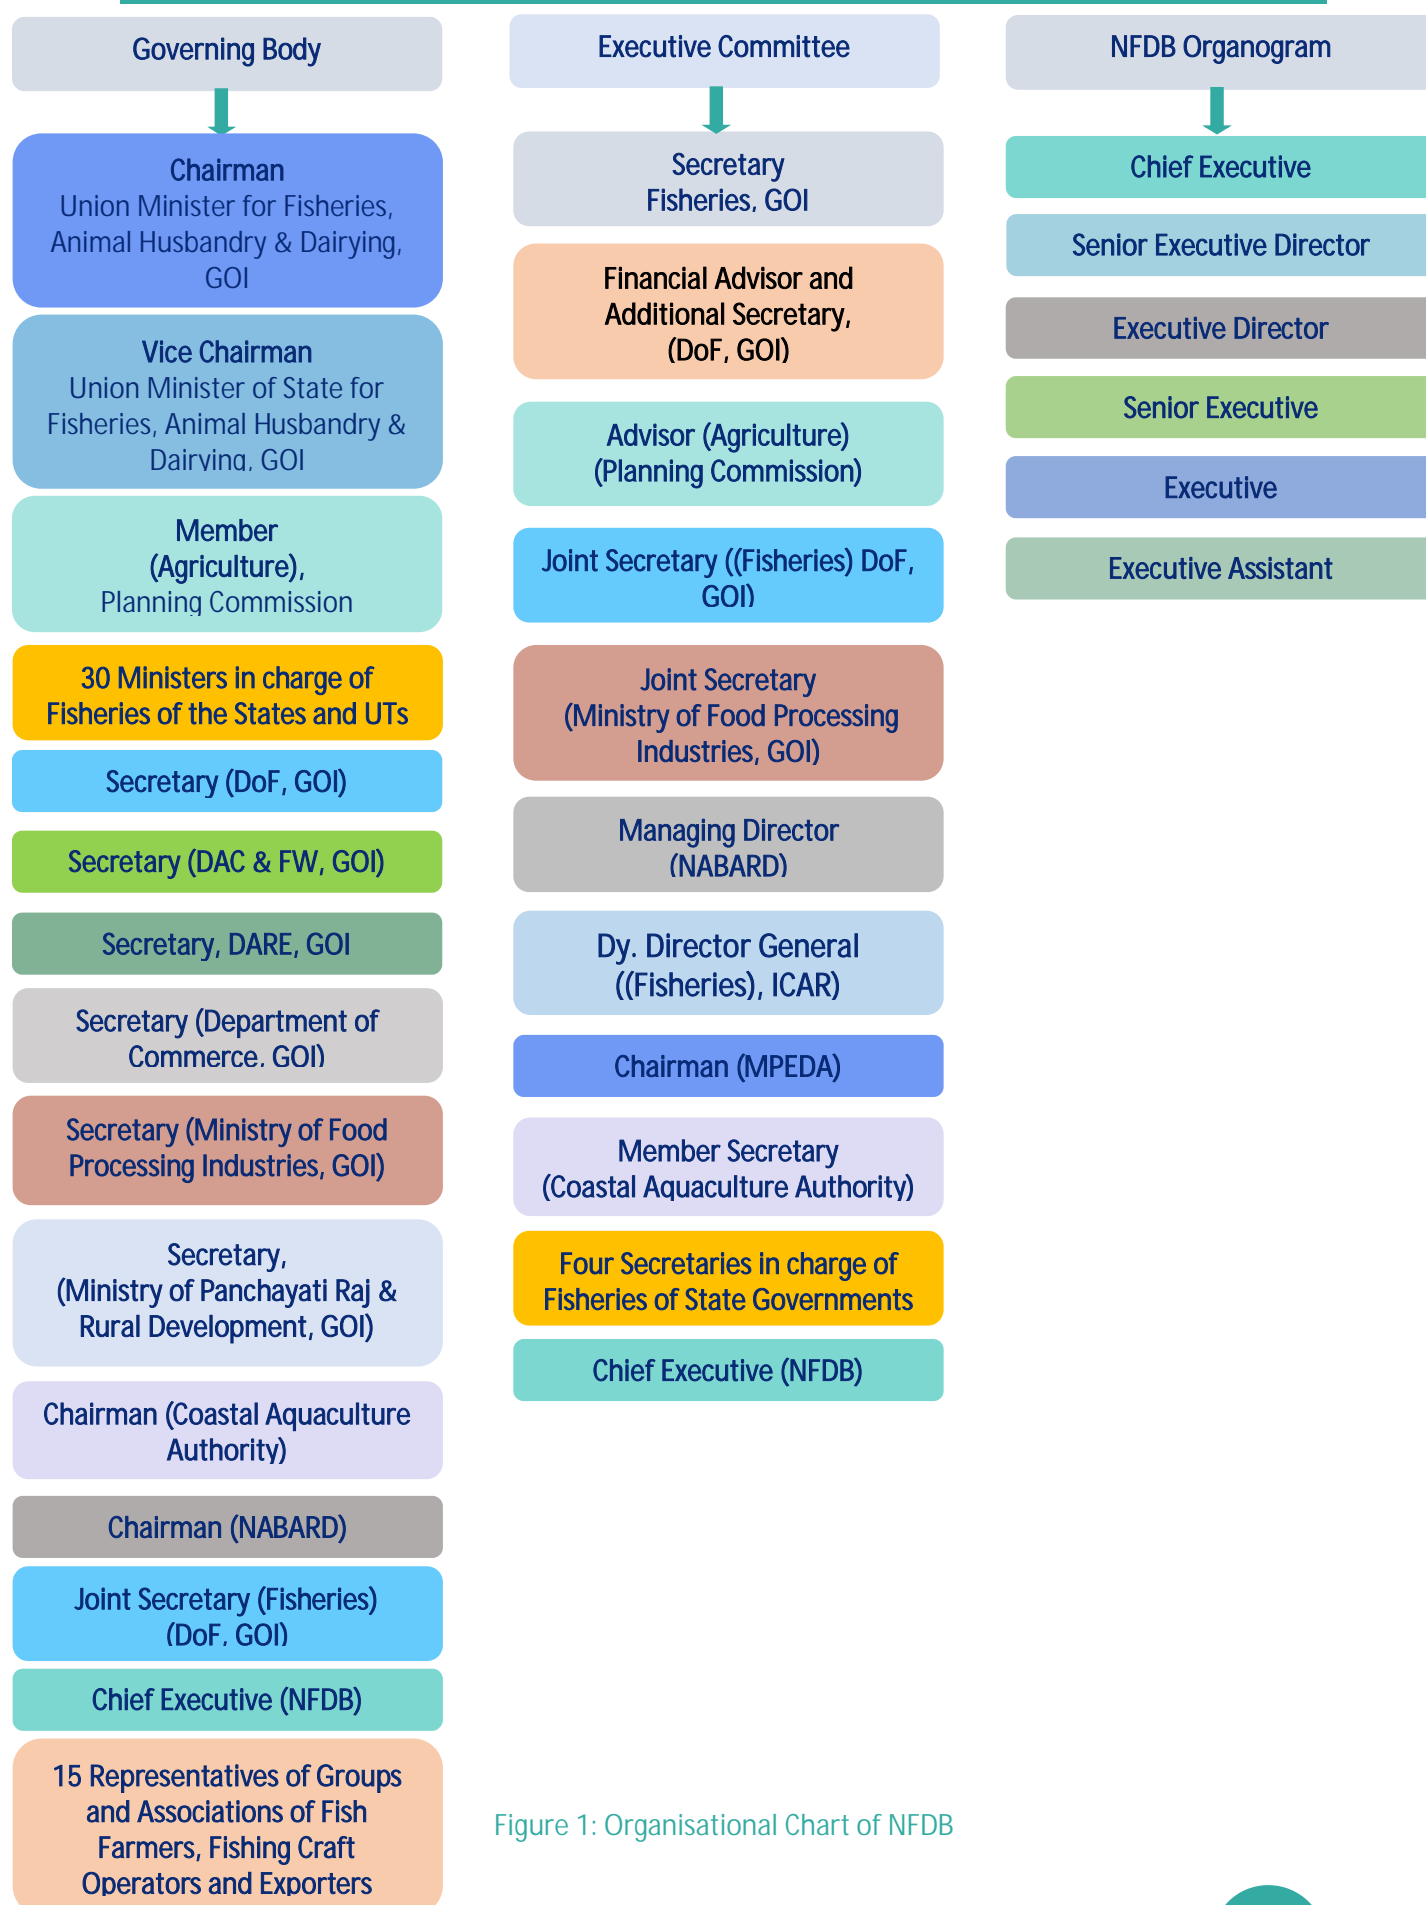 Governing Body
Chairman
Union Minister for Fisheries,
Animal Husbandry & Dairying,
GOI
Vice Chairman
Union Minister of State for
Fisheries, Animal Husbandry &
Dairying, GOI
Member
(Agriculture),
Planning Commission
30 Ministers in charge of
Fisheries of the States and UTs
Secretary (DoF, GOI)
Secretary (DAC & FW, GOI)
Secretary, DARE, GOI
Secretary (Department of
Commerce, GOI)
Secretary (Ministry of Food
Processing Industries, GOI)
Secretary,
(Ministry of Panchayati Raj &
Rural Development, GOI)
Chairman (Coastal Aquaculture
Authority)
Chairman (NABARD)
Joint Secretary (Fisheries)
(DoF, GOI)
Chief Executive (NFDB)
15 Representatives of Groups
and Associations of Fish
Farmers, Fishing Craft
Operators and Exporters
Executive Committee
Secretary
Fisheries, GOI
Financial Advisor and
Additional Secretary,
(DoF, GOI)
Advisor (Agriculture)
(Planning Commission)
Joint Secretary ((Fisheries) DoF,
GOI)
Joint Secretary
(Ministry of Food Processing
Industries, GOI)
Managing Director
(NABARD)
Dy. Director General
((Fisheries), ICAR)
Chairman (MPEDA)
Member Secretary
(Coastal Aquaculture Authority)
Four Secretaries in charge of
Fisheries of State Governments
Chief Executive (NFDB)
NFDB Organogram
Chief Executive
Senior Executive Director
Executive Director
Senior Executive
Executive
Executive Assistant
Figure 1: Organisational Chart of NFDB